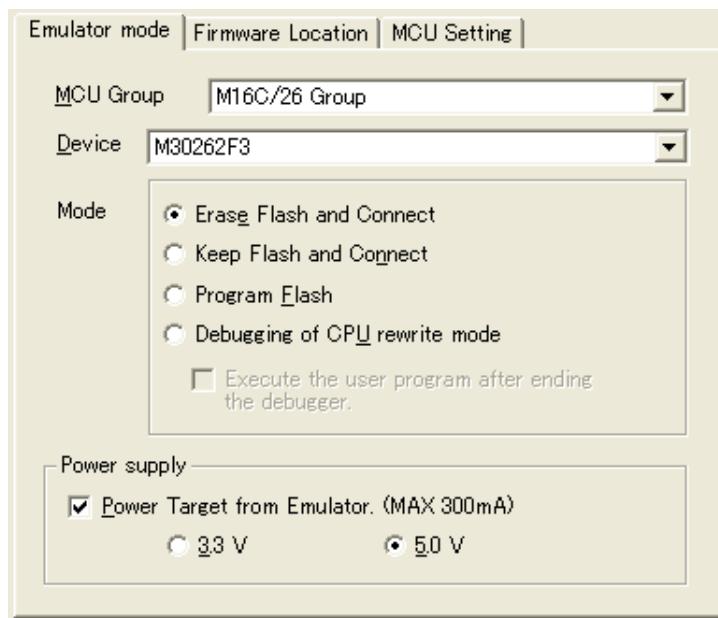 Emulator mode
Firmware Location
MCU Setting
MCU Group
M16C/26 Group
Device
M30262F3
Mode
Erase Flash and Connect
Keep Flash and Connect
Program Flash
Debugging of CPU rewrite mode
Execute the user program after ending
the debugger.
Power supply
Power Target from Emulator. (MAX 300mA)
3.3 V
5.0 V